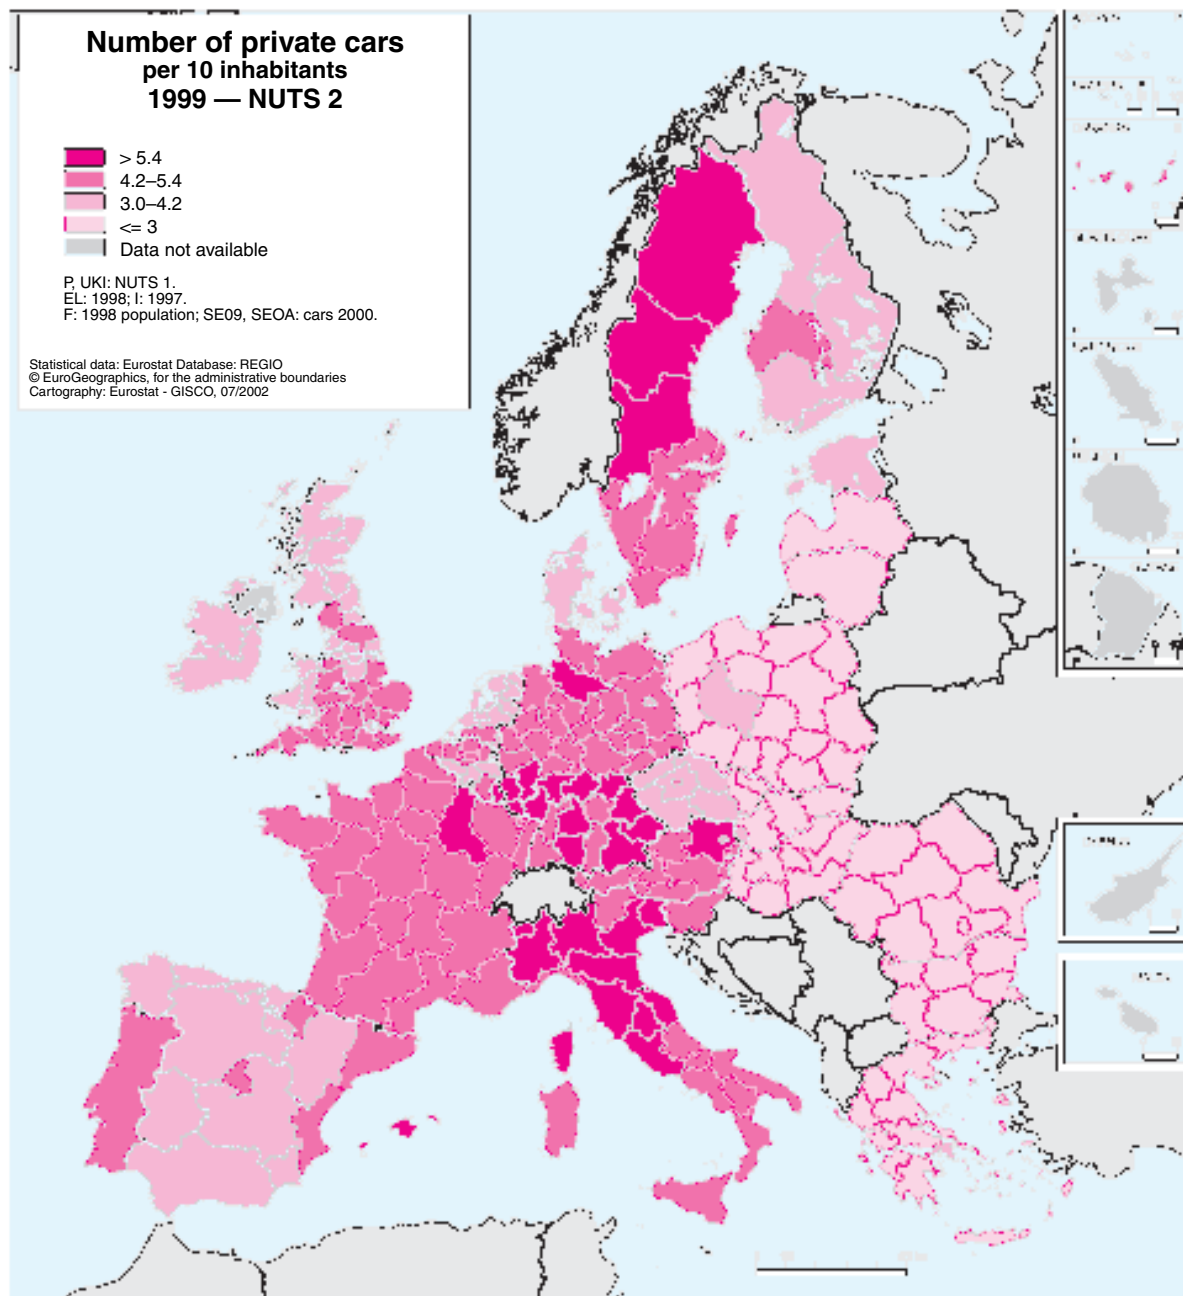 Number of private cars
per 10 inhabitants
1999 — NUTS 2
> 5.4
4.2–5.4
3.0–4.2
<= 3
Data not available
P, UKI: NUTS 1.
EL: 1998; I: 1997.
F: 1998 population; SE09, SEOA: cars 2000.
Statistical data: Eurostat Database: REGIO
© EuroGeographics, for the administrative boundaries
Cartography: Eurostat - GISCO, 07/2002